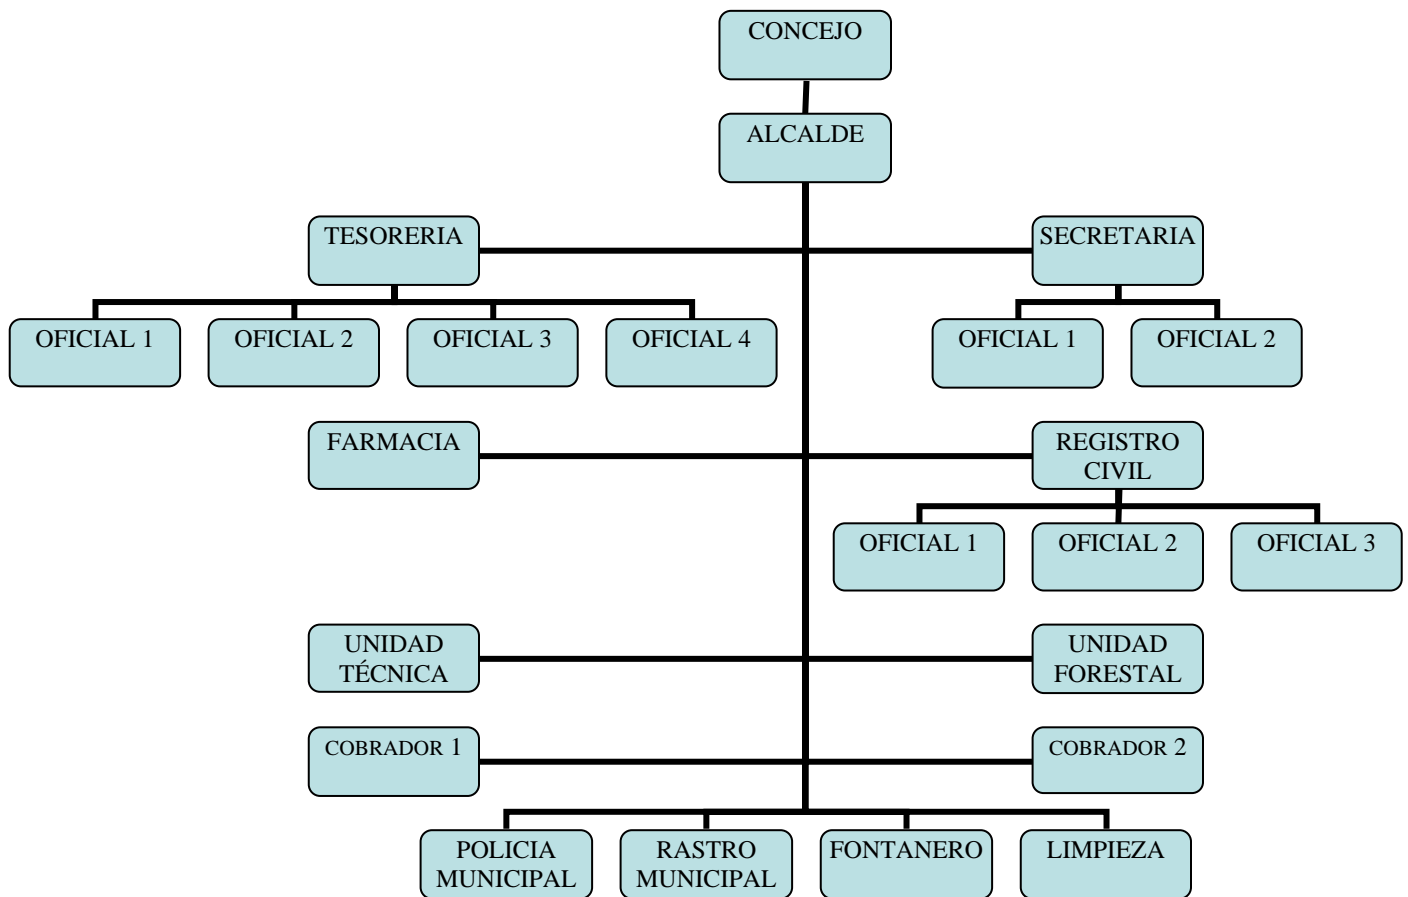 CONCEJO
ALCALDE
TESORERIA
SECRETARIA
OFICIAL 1
OFICIAL 2
OFICIAL 3
OFICIAL 4
OFICIAL 1
OFICIAL 2
FARMACIA
REGISTRO
CIVIL
OFICIAL 1
OFICIAL 2
OFICIAL 3
UNIDAD
TÉCNICA
UNIDAD
FORESTAL
COBRADOR 1
COBRADOR 2
POLICIA
MUNICIPAL
RASTRO
MUNICIPAL
FONTANERO
LIMPIEZA